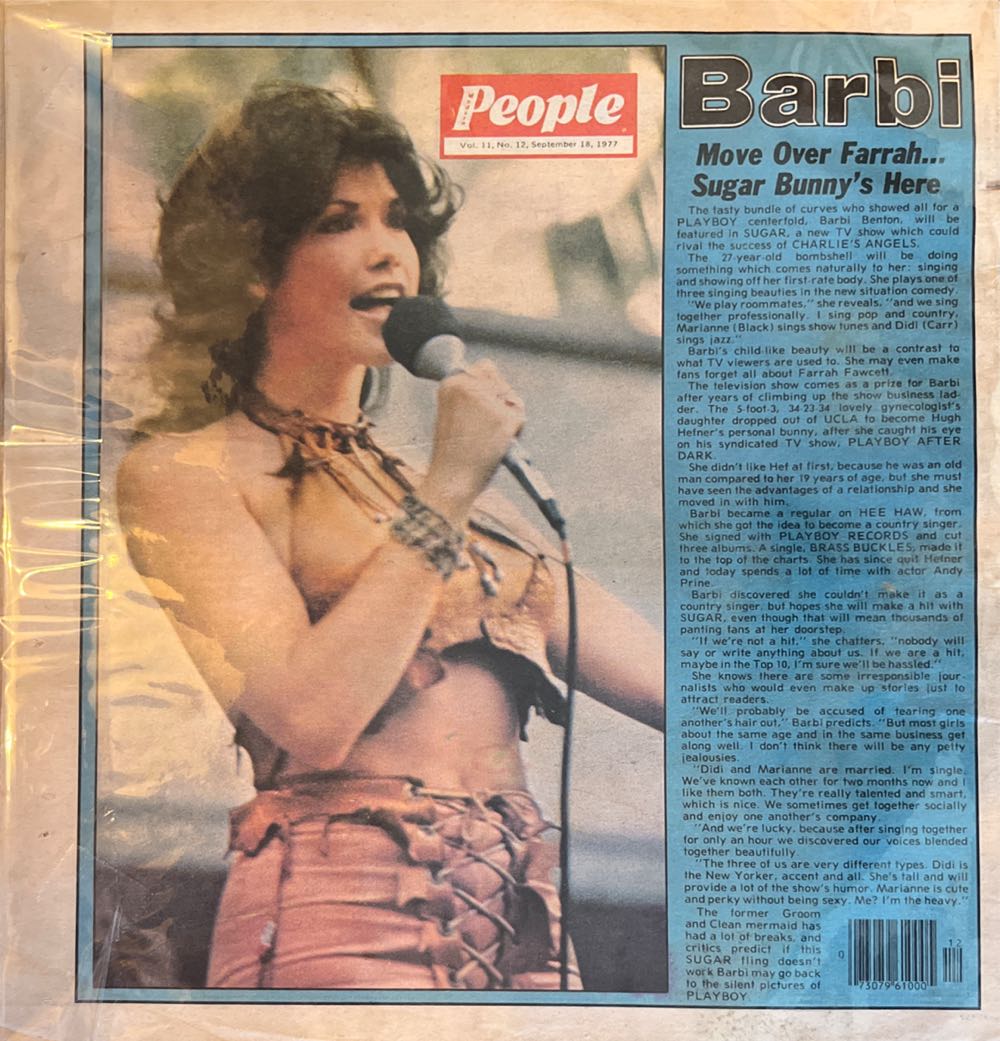 Modern
People
Vol. 11, No. 12, September 18, 1977
Barbi
Move Over Farrah...
Sugar Bunny's Here
The tasty bundle of curves who showed all for a
PLAYBOY centerfold, Barbi Benton, will be
featured in SUGAR, a new TV show which could
rival the success of CHARLIE'S ANGELS.
The 27-year-old bombshell will be doing
something which comes naturally to her: singing
and showing off her first-rate body. She plays one of
three singing beauties in the new situation comedy.
"We play roommates," she reveals, "and we sing
together professionally. I sing pop and country,
Marianne (Black) sings show tunes and Didi (Carr)
sings jazz."
Barbi's child-like beauty will be a contrast to
what TV viewers are used to. She may even make
fans forget all about Farrah Fawcett.
The television show comes as a prize for Barbi
after years of climbing up the show business lad-
der. The 5-foot-3, 34-23-34 lovely gynecologist's
daughter dropped out of UCLA to become Hugh
Hefner's personal bunny, after she caught his eye
on his syndicated TV show, PLAYBOY AFTER
DARK.
She didn't like Hef at first, because he was an old
man compared to her 19 years of age, but she must
have seen the advantages of a relationship and she
moved in with him.
Barbi became a regular on HEE HAW, from
which she got the idea to become a country singer.
She signed with PLAYBOY RECORDS and cut
three albums. A single, BRASS BUCKLES, made it
to the top of the charts. She has since quit Hefner
and today spends a lot of time with actor Andy
Prine.
Barbi discovered she couldn't make it as a
country singer, but hopes she will make a hit with
SUGAR, even though that will mean thousands of
panting fans at her doorstep.
"If we're not a hit," she chatters, "nobody will
say or write anything about us. If we are a hit,
maybe in the Top 10, I'm sure we'll be hassled."
She knows there are some irresponsible jour-
nalists who would even make up stories just to
attract readers.
"We'll probably be accused of tearing one
another's hair out," Barbi predicts. "But most girls
about the same age and in the same business get
along well. I don't think there will be any petty
jealousies.
"Didi and Marianne are married. I'm single.
We've known each other for two months now and I
like them both. They're really talented and smart,
which is nice. We sometimes get together socially
and enjoy one another's company.
"And we're lucky, because after singing together
for only an hour we discovered our voices blended
together beautifully.
"The three of us are very different types. Didi is
the New Yorker, accent and all. She's tall and will
provide a lot of the show's humor. Marianne is cute
and perky without being sexy. Me? I'm the heavy."
The former Groom
and Clean mermaid has
had a lot of breaks, and
critics predict if this
SUGAR fling doesn't
work Barbi may go back
to the silent pictures of
PLAYBOY.
12
0
73079 61000